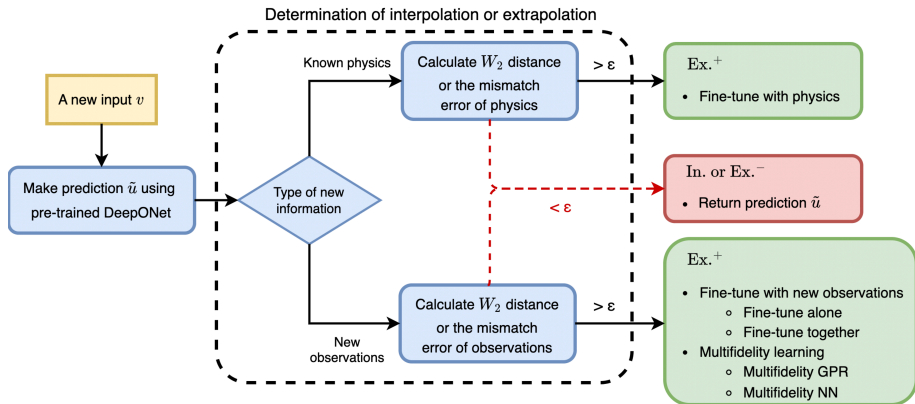 Determination of interpolation or extrapolation
A new input v
Make prediction ũ using
pre-trained DeepONet
Type of new
information
Known physics
New
observations
Calculate W₂ distance
or the mismatch
error of physics
> ε
Ex.⁺
• Fine-tune with physics
< ε
In. or Ex.⁻
• Return prediction ũ
Calculate W₂ distance
or the mismatch
error of observations
> ε
Ex.⁺
• Fine-tune with new observations
○ Fine-tune alone
○ Fine-tune together
• Multifidelity learning
○ Multifidelity GPR
○ Multifidelity NN